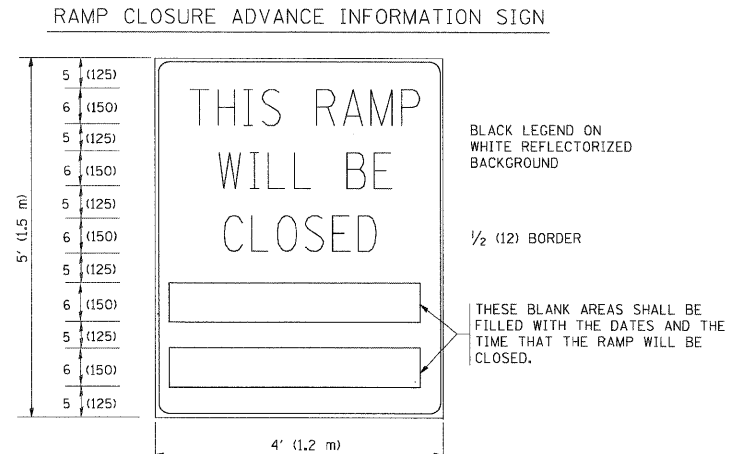 RAMP CLOSURE ADVANCE INFORMATION SIGN
5 (125)
6 (150)
5 (125)
6 (150)
5 (125)
6 (150)
5 (125)
6 (150)
5 (125)
6 (150)
5 (125)
5' (1.5 m)
THIS RAMP
WILL BE
CLOSED
BLACK LEGEND ON
WHITE REFLECTORIZED
BACKGROUND
1/2 (12) BORDER
THESE BLANK AREAS SHALL BE
FILLED WITH THE DATES AND THE
TIME THAT THE RAMP WILL BE
CLOSED.
4' (1.2 m)